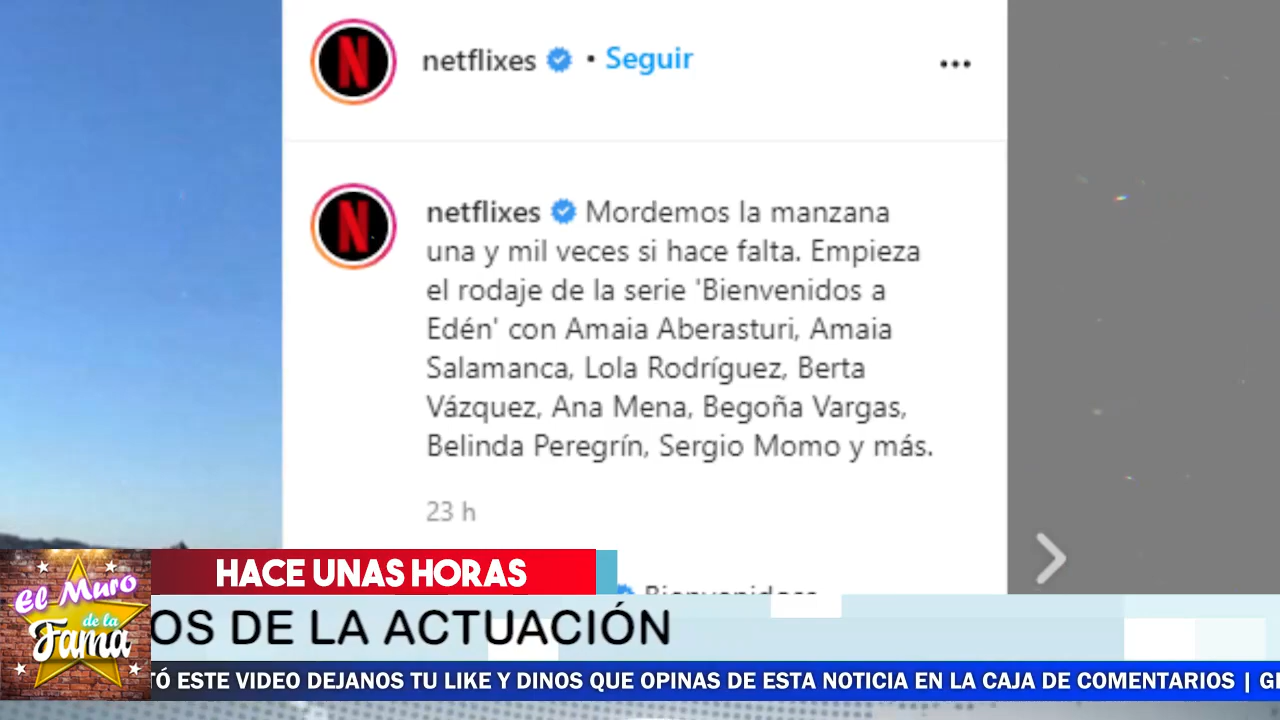 netflixes • Seguir
netflixes Mordemos la manzana
una y mil veces si hace falta. Empieza
el rodaje de la serie 'Bienvenidos a
Edén' con Amaia Aberasturi, Amaia
Salamanca, Lola Rodríguez, Berta
Vázquez, Ana Mena, Begoña Vargas,
Belinda Peregrín, Sergio Momo y más.
23 h
Bienvenidoss
HACE UNAS HORAS
OS DE LA ACTUACIÓN
El Muro
de la
Fama
TÓ ESTE VIDEO DEJANOS TU LIKE Y DINOS QUE OPINAS DE ESTA NOTICIA EN LA CAJA DE COMENTARIOS | G